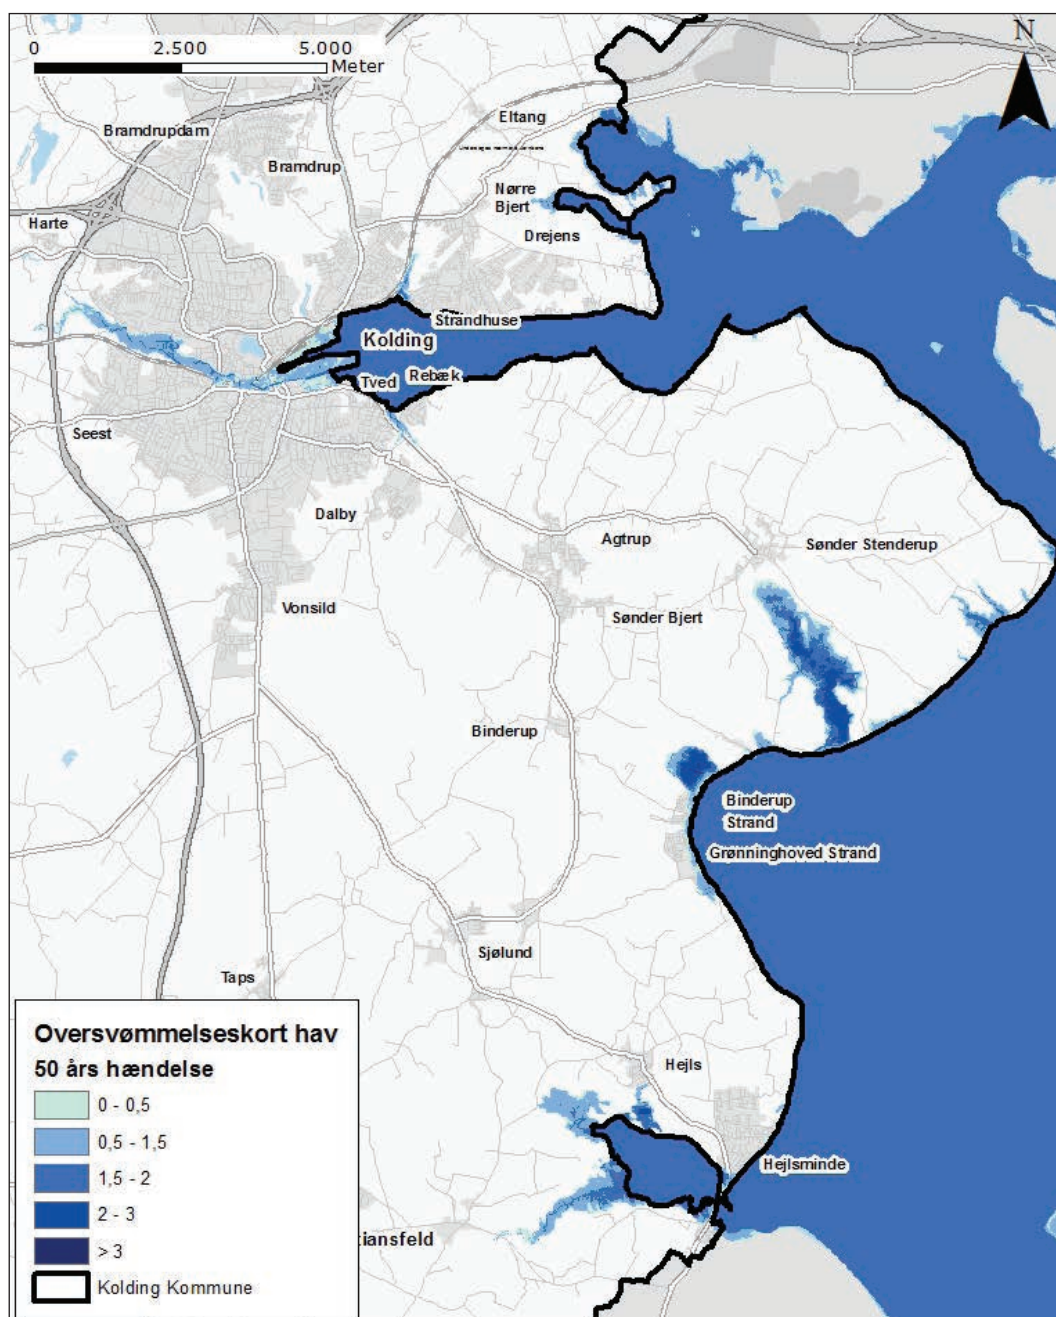 N
0 2.500 5.000
Meter
Eltang
Bramdrupdam
Bramdrup
Nørre
Bjert
Harte
Drejens
Strandhuse
Kolding
Tved
Rebæk
Seest
Dalby
Agtrup
Sønder Stenderup
Vonsild
Sønder Bjert
Binderup
Binderup
Strand
Grønninghoved Strand
Sjølund
Taps
Hejls
Hejlsminde
tiansfeld
Oversvømmelseskort hav
50 års hændelse
0 - 0,5
0,5 - 1,5
1,5 - 2
2 - 3
> 3
Kolding Kommune